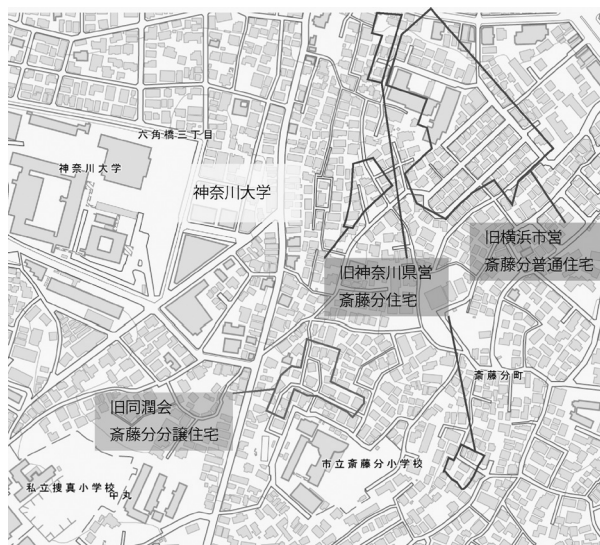 六角橋三丁目
神奈川大学
神奈川大学
旧横浜市営
斎藤分普通住宅
旧神奈川県営
斎藤分住宅
斎藤分町
旧同潤会
斎藤分分譲住宅
市立斎藤分小学校
私立捜真小学校
中丸